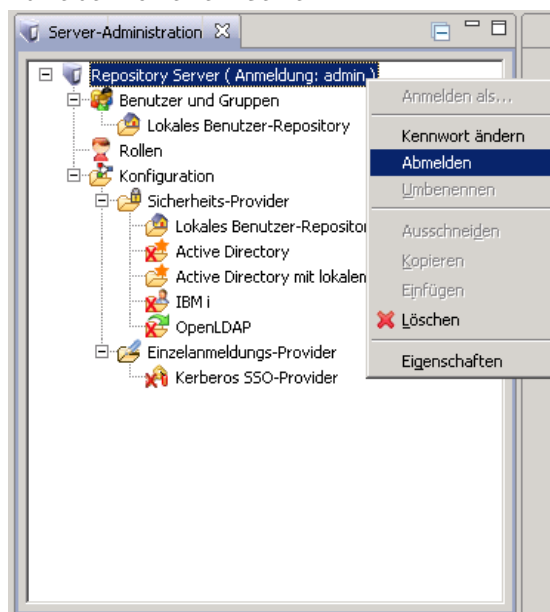 Server-Administration
Repository Server ( Anmeldung: admin )
Benutzer und Gruppen
Lokales Benutzer-Repository
Rollen
Konfiguration
Sicherheits-Provider
Lokales Benutzer-Repositor
Active Directory
Active Directory mit lokalen
IBM i
OpenLDAP
Einzelanmeldungs-Provider
Kerberos SSO-Provider
Anmelden als...
Kennwort ändern
Abmelden
Umbenennen
Ausschneiden
Kopieren
Einfügen
Löschen
Eigenschaften